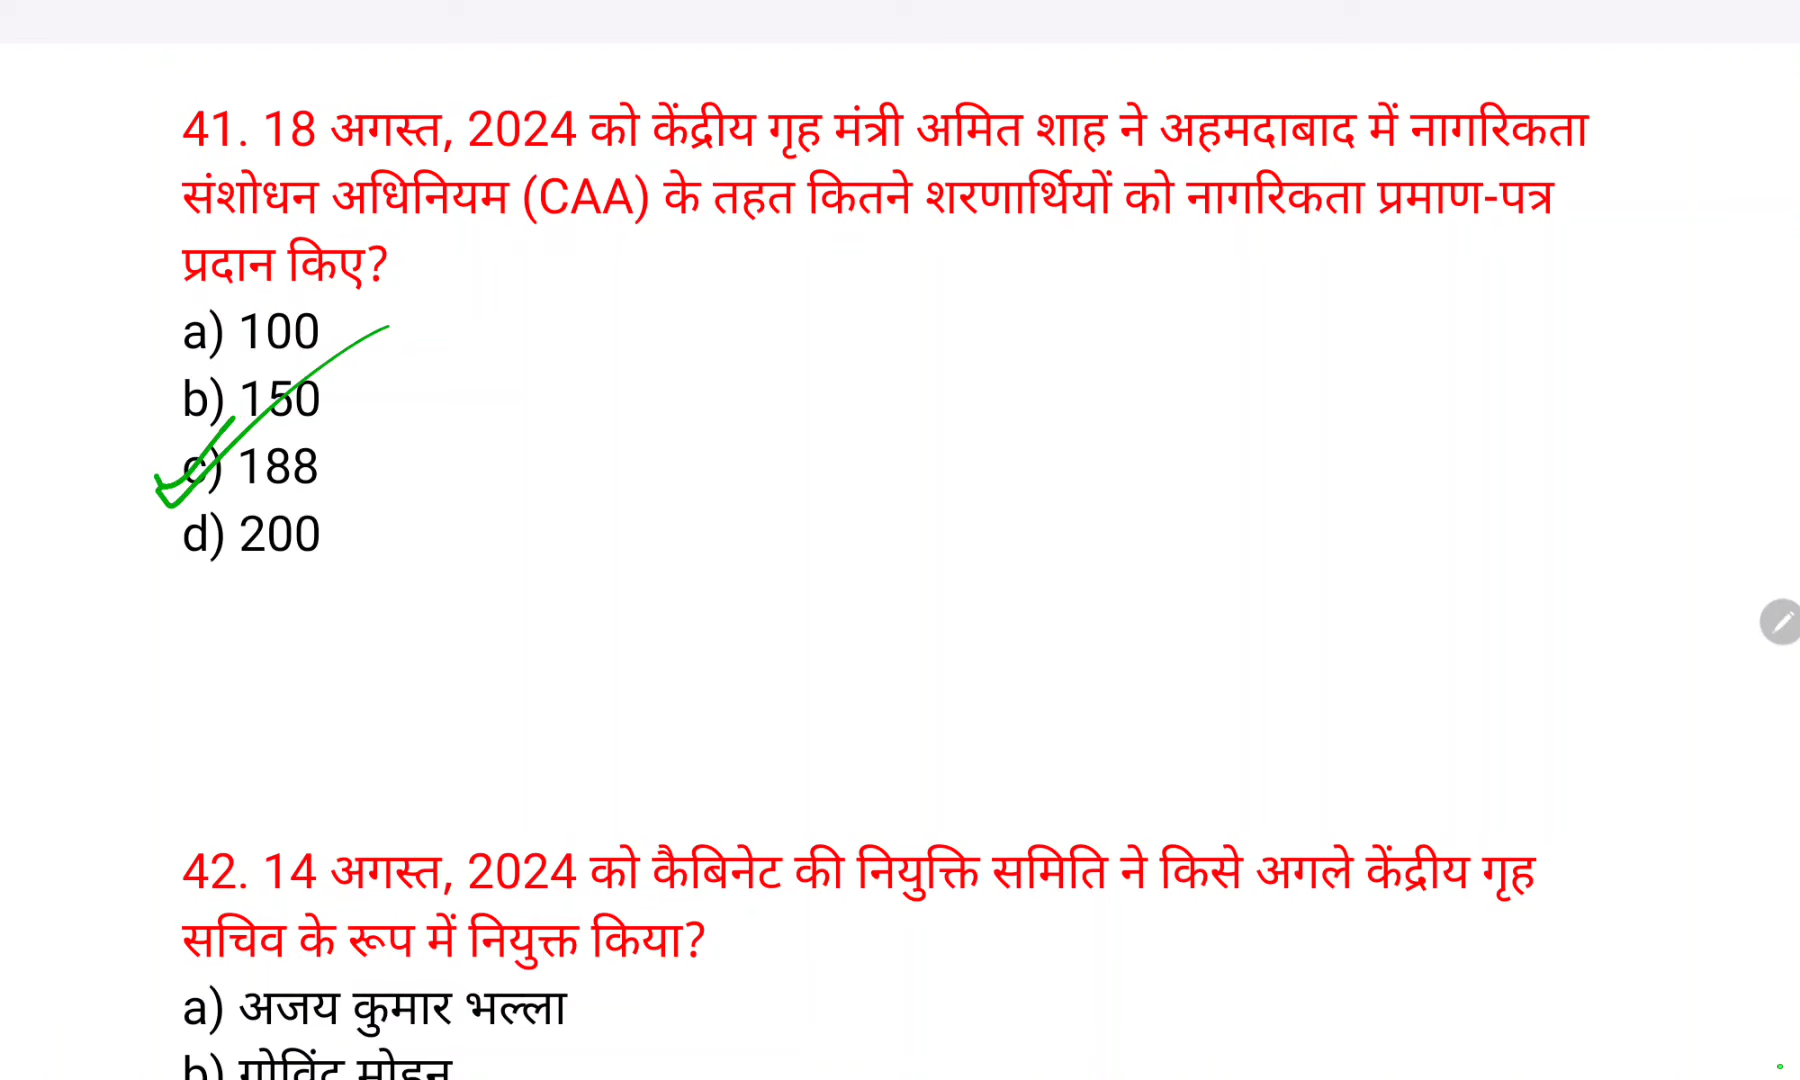 41. 18 अगस्त, 2024 को केंद्रीय गृह मंत्री अमित शाह ने अहमदाबाद में नागरिकता
संशोधन अधिनियम (CAA) के तहत कितने शरणार्थियों को नागरिकता प्रमाण-पत्र
प्रदान किए?
a) 100
b) 150
c) 188
d) 200
42. 14 अगस्त, 2024 को कैबिनेट की नियुक्ति समिति ने किसे अगले केंद्रीय गृह
सचिव के रूप में नियुक्त किया?
a) अजय कुमार भल्ला
b) गोविंद मोहन